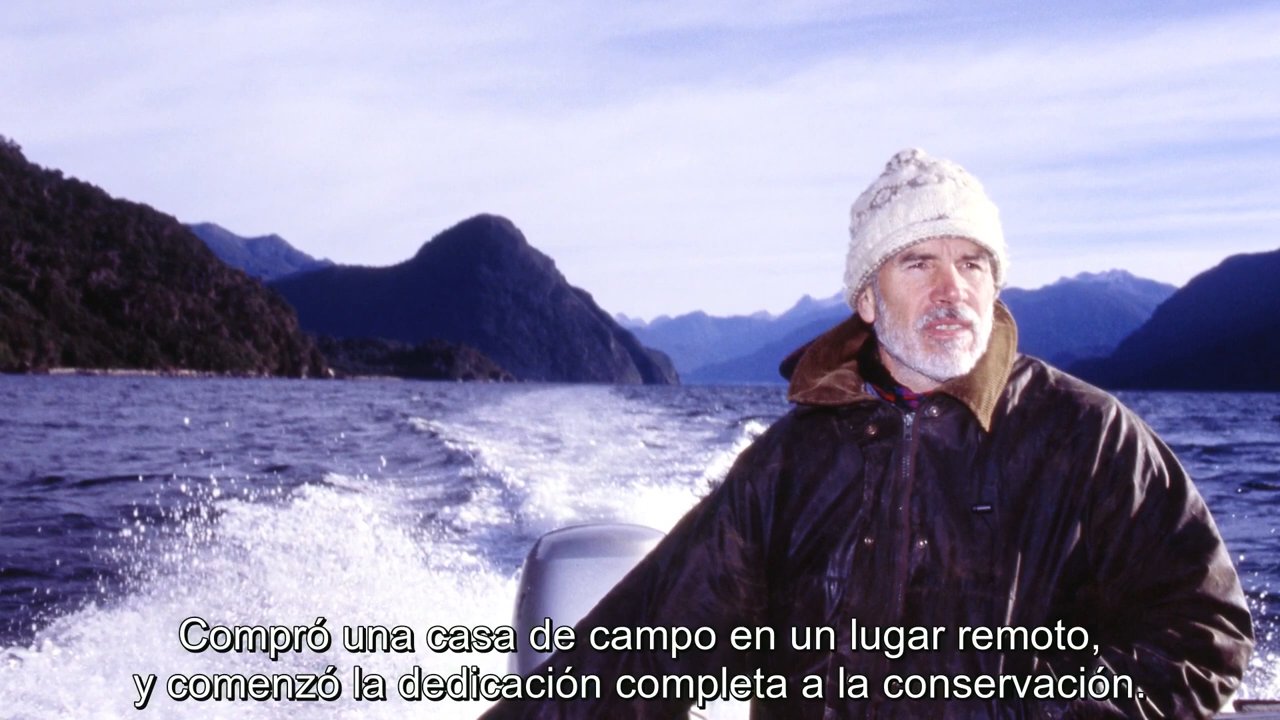 Compró una casa de campo en un lugar remoto,
y comenzó la dedicación completa a la conservación.